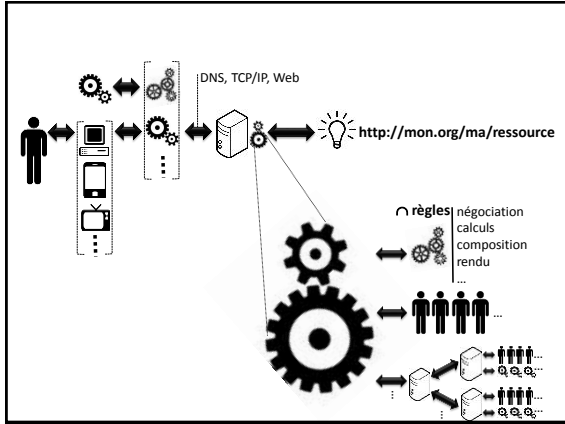 DNS, TCP/IP, Web
http://mon.org/ma/ressource
∩ règles
négociation
calculs
composition
rendu
...
...
...
...
...
...